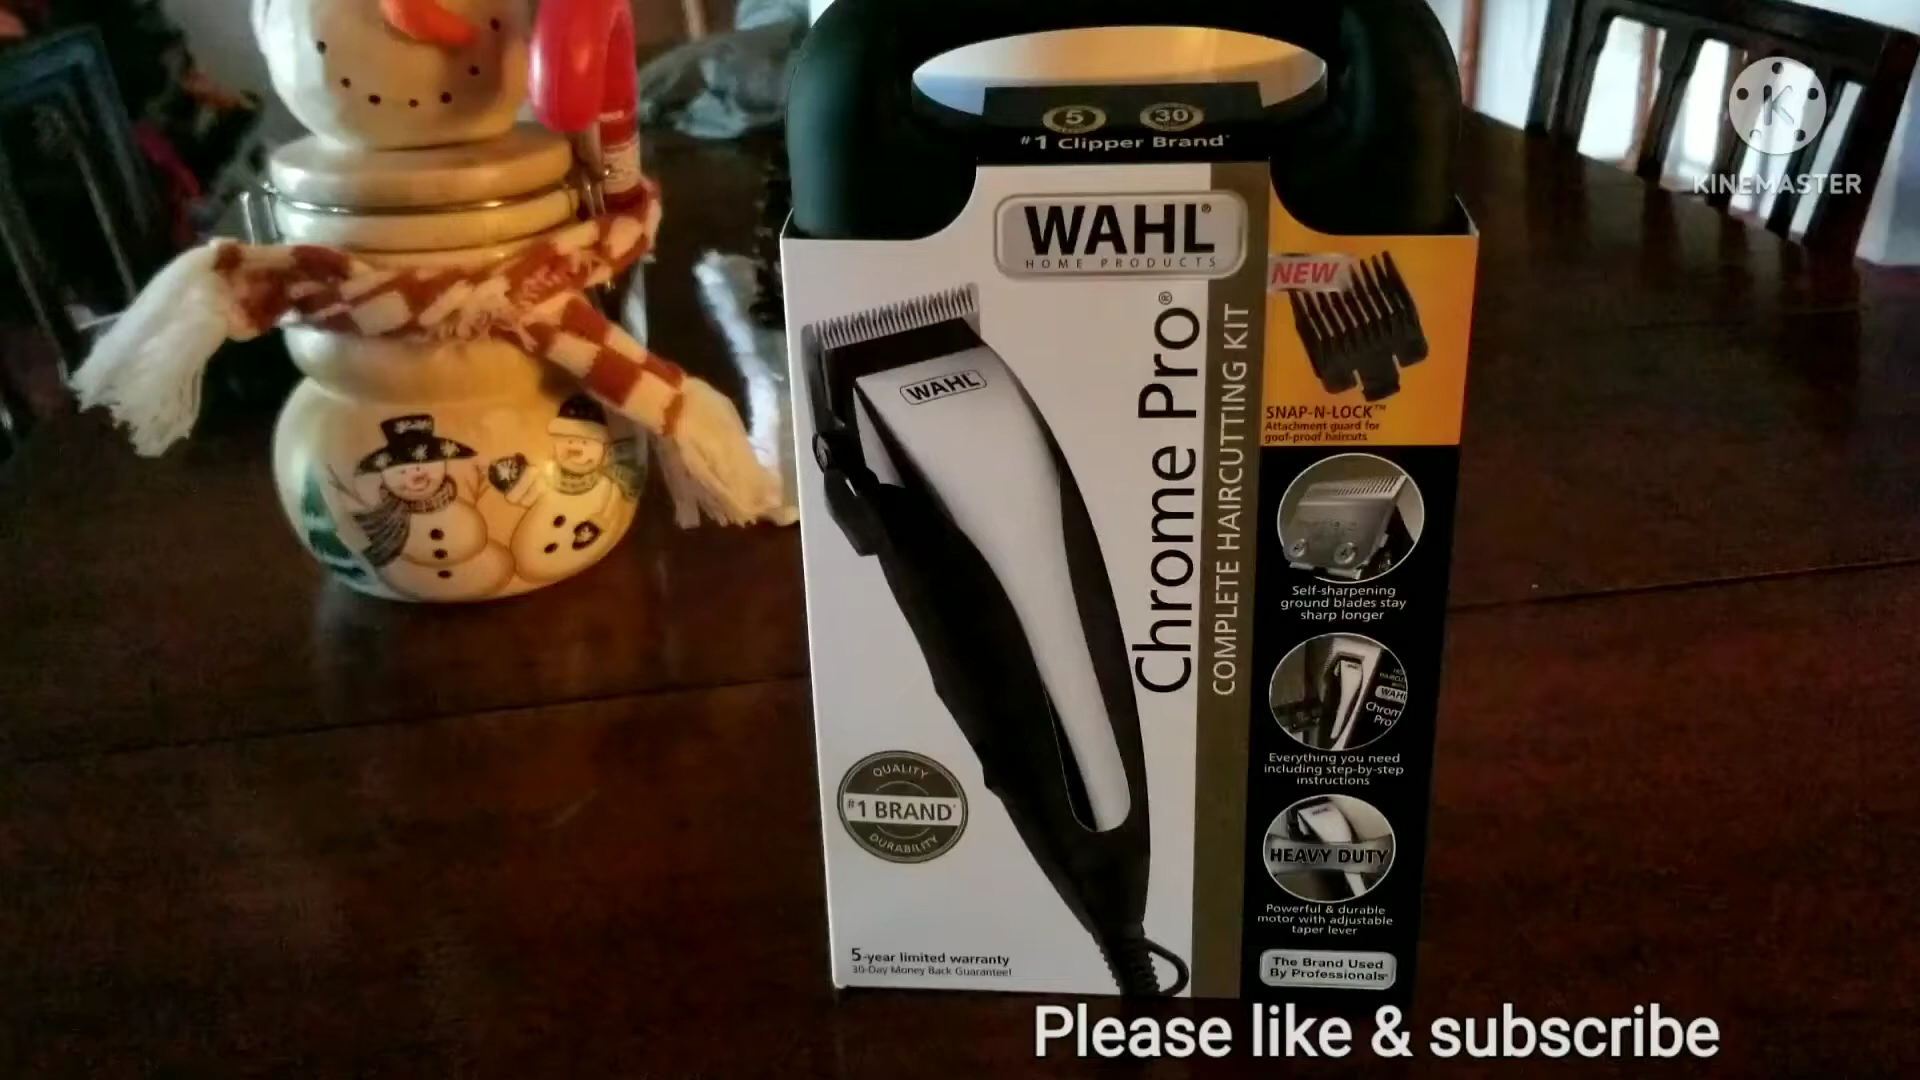 5 30
#1 Clipper Brand*
WAHL®
HOME PRODUCTS
Chrome Pro®
COMPLETE HAIRCUTTING KIT
WAHL
QUALITY
#1 BRAND*
DURABILITY
5-year limited warranty
30-Day Money Back Guarantee!
NEW
SNAP-N-LOCK™
Attachment guard for
goof-proof haircuts
Self-sharpening
ground blades stay
sharp longer
WAHL
Chrom
Pro
Everything you need
including step-by-step
instructions
HEAVY DUTY
Powerful & durable
motor with adjustable
taper lever
The Brand Used
By Professionals*
K
KINEMASTER
Please like & subscribe